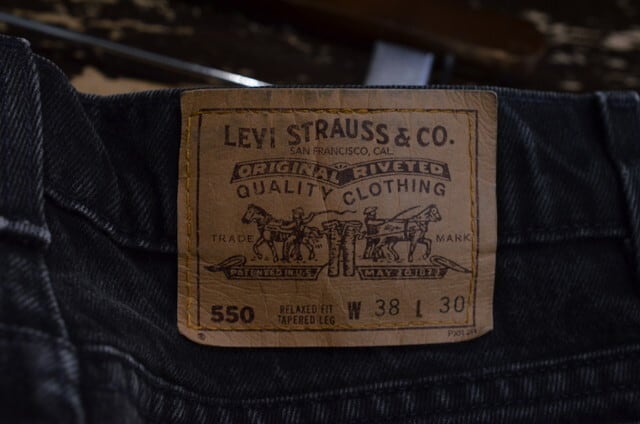 LEVI STRAUSS & CO.
SAN FRANCISCO, CAL.
ORIGINAL RIVETED
QUALITY CLOTHING
TRADE MARK
PATENTED IN U.S. MAY 20 1873
550 RELAXED FIT W 38 L 30
TAPERED LEG
®